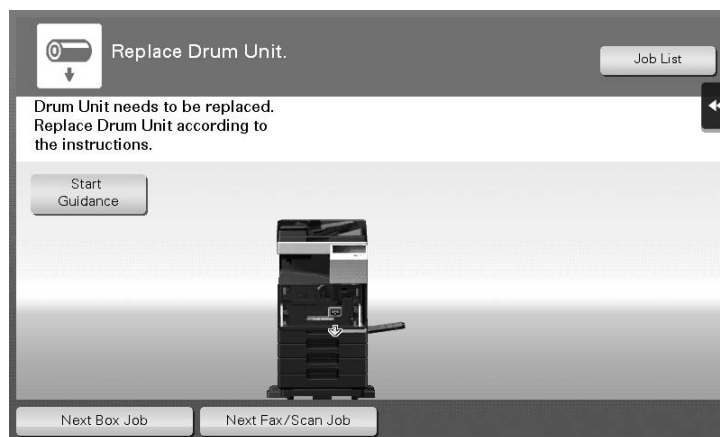 Replace Drum Unit.
Job List
Drum Unit needs to be replaced.
Replace Drum Unit according to
the instructions.
Start
Guidance
Next Box Job
Next Fax/Scan Job